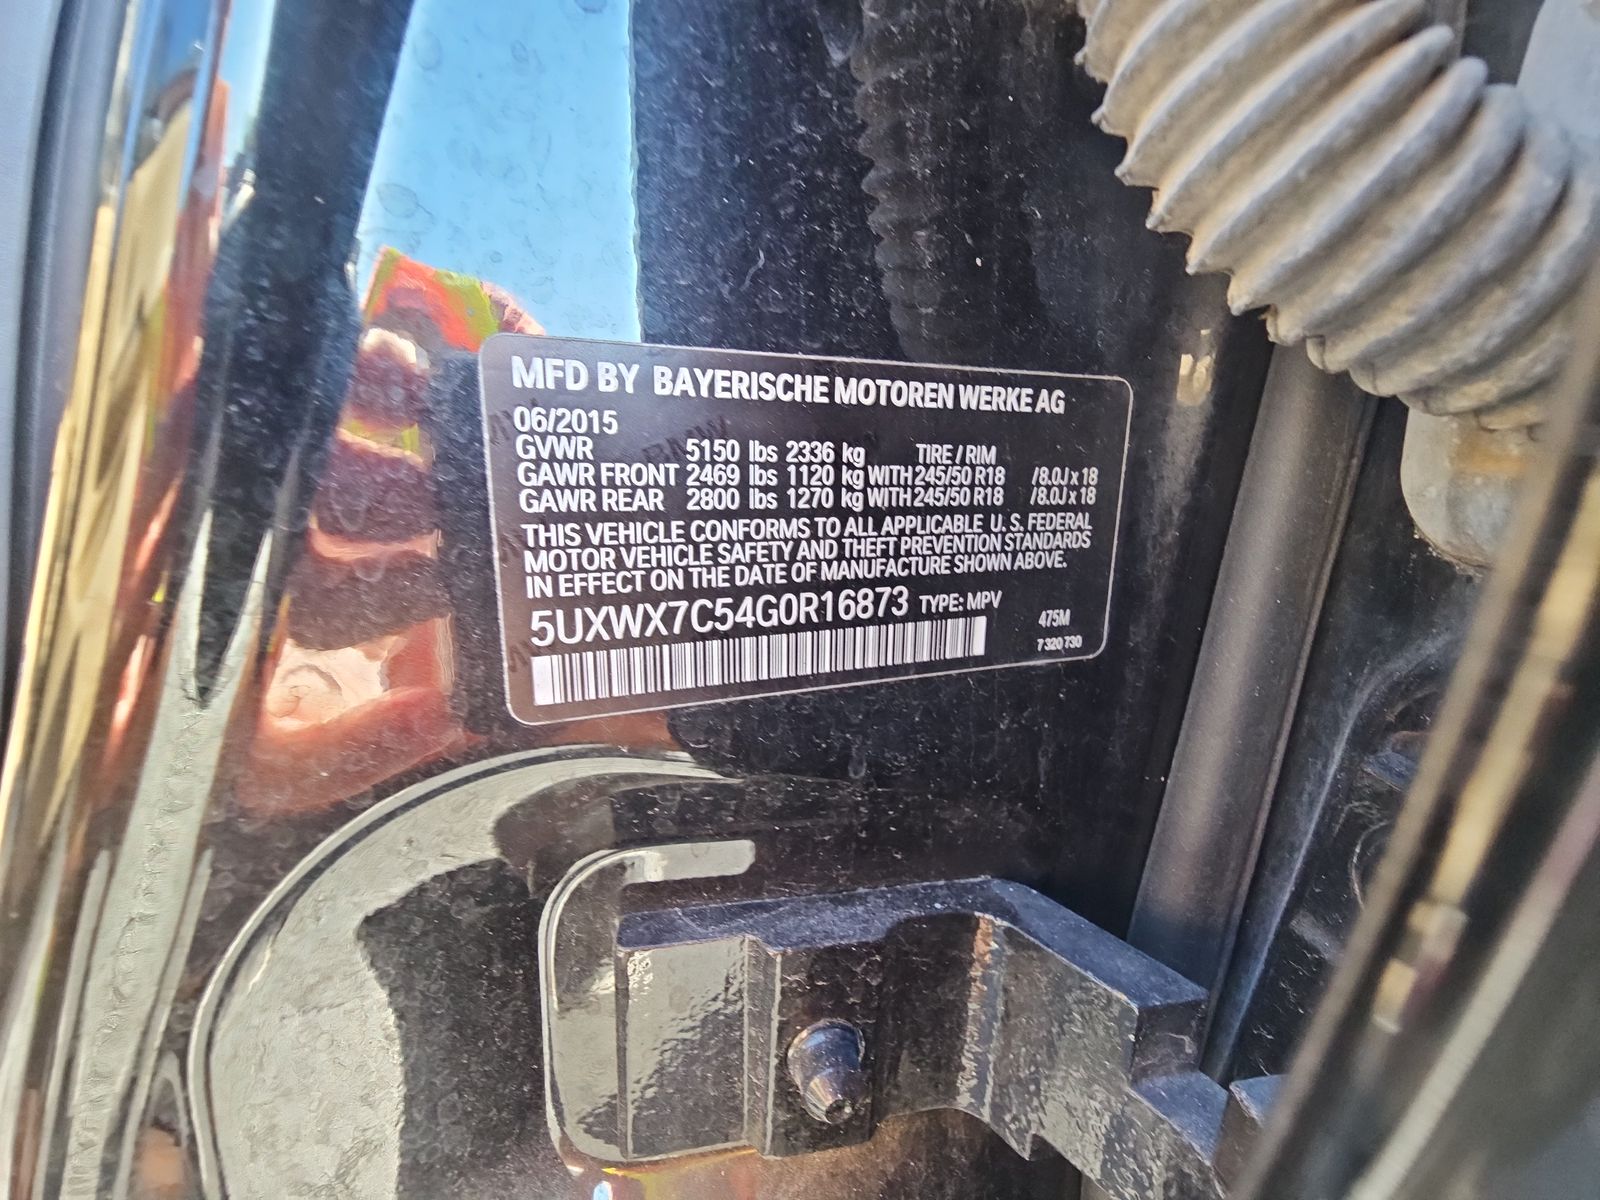 MFD BY BAYERISCHE MOTOREN WERKE AG
06/2015
GVWR 5150 lbs 2336 kg TIRE / RIM
GAWR FRONT 2469 lbs 1120 kg WITH 245/50 R18 /8.0J x 18
GAWR REAR 2800 lbs 1270 kg WITH 245/50 R18 /8.0J x 18
THIS VEHICLE CONFORMS TO ALL APPLICABLE U. S. FEDERAL
MOTOR VEHICLE SAFETY AND THEFT PREVENTION STANDARDS
IN EFFECT ON THE DATE OF MANUFACTURE SHOWN ABOVE.
5UXWX7C54G0R16873 TYPE: MPV 475M
7 320 730